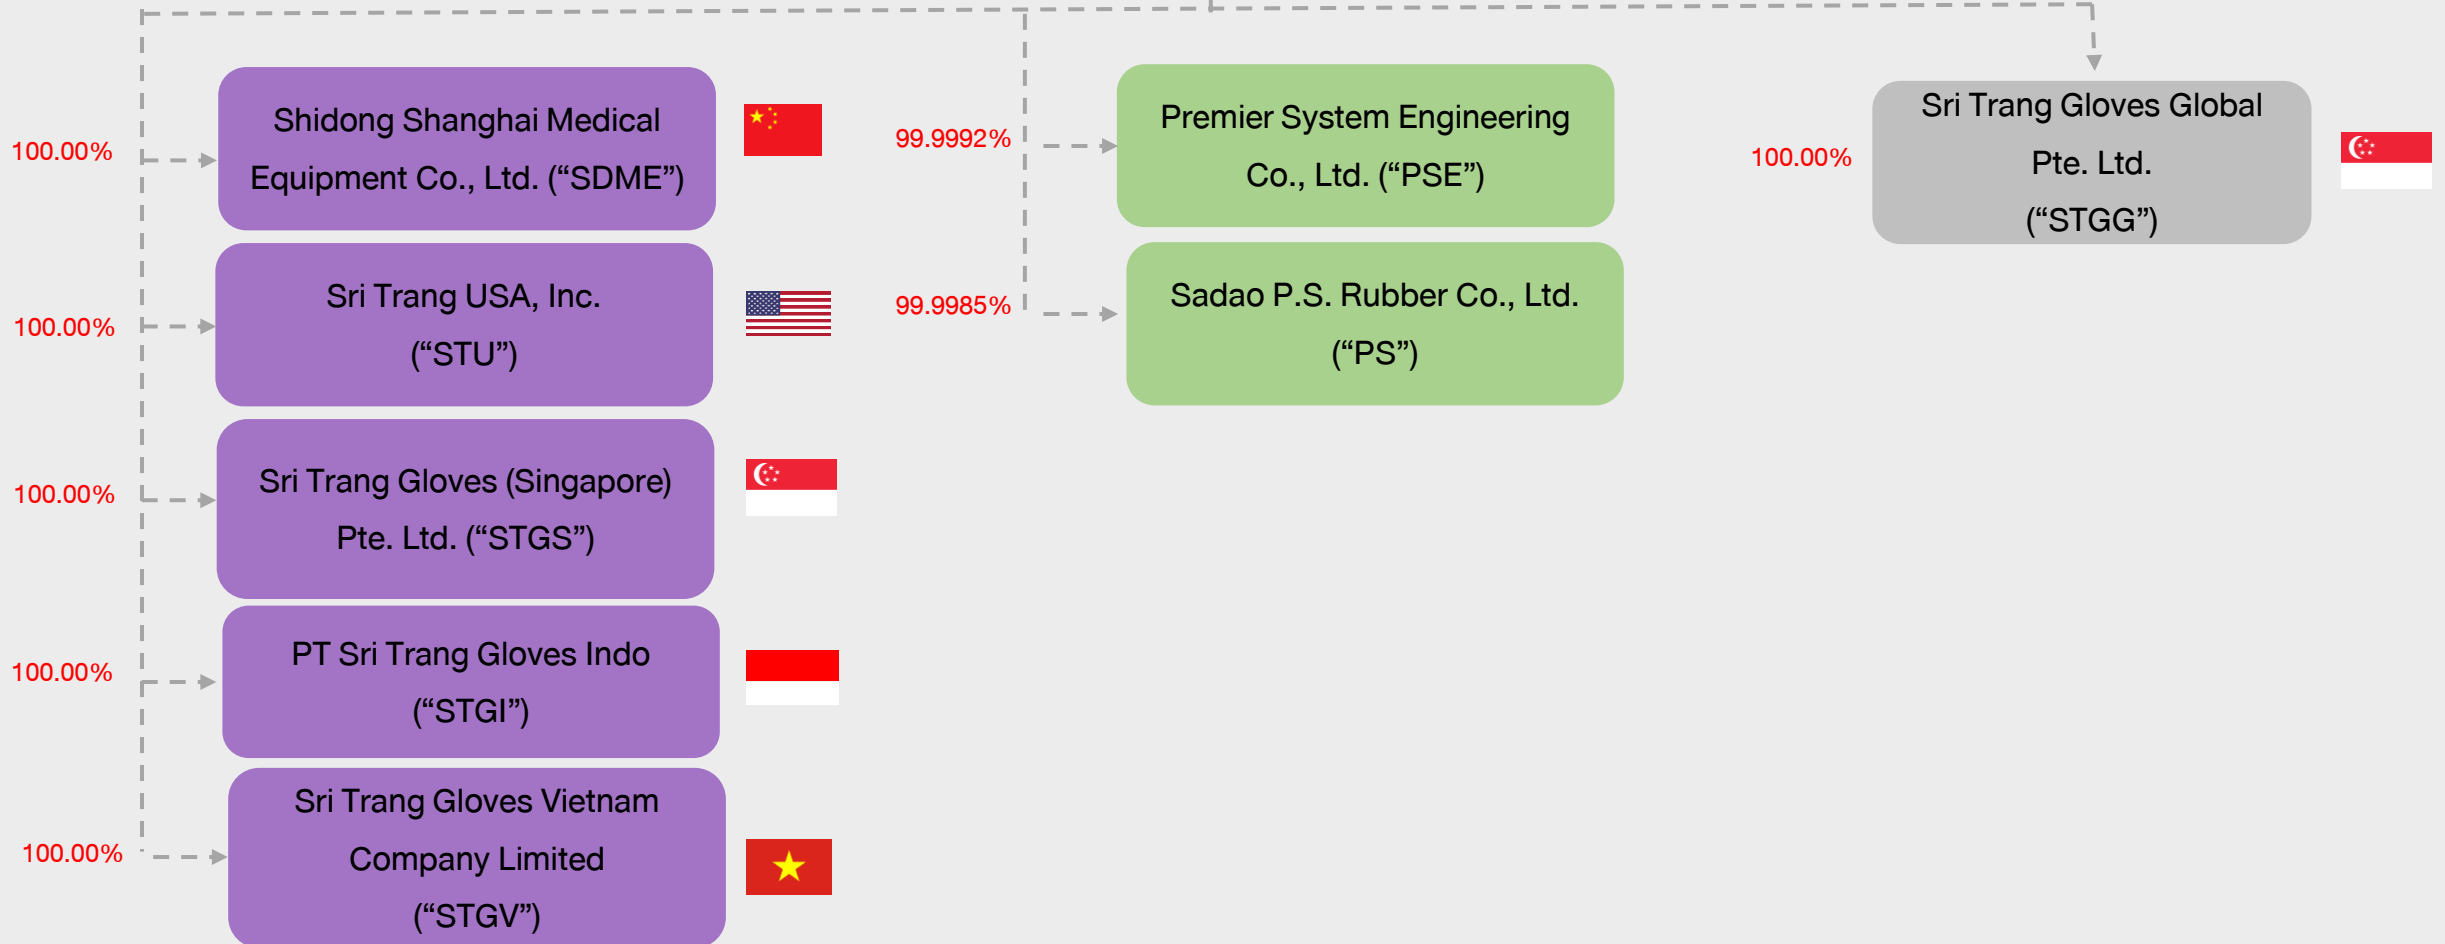 100.00%
Shidong Shanghai Medical
Equipment Co., Ltd. (“SDME”)
100.00%
Sri Trang USA, Inc.
(“STU”)
100.00%
Sri Trang Gloves (Singapore)
Pte. Ltd. (“STGS”)
100.00%
PT Sri Trang Gloves Indo
(“STGI”)
100.00%
Sri Trang Gloves Vietnam
Company Limited
(“STGV”)
99.9992%
Premier System Engineering
Co., Ltd. (“PSE”)
99.9985%
Sadao P.S. Rubber Co., Ltd.
(“PS”)
100.00%
Sri Trang Gloves Global
Pte. Ltd.
(“STGG”)